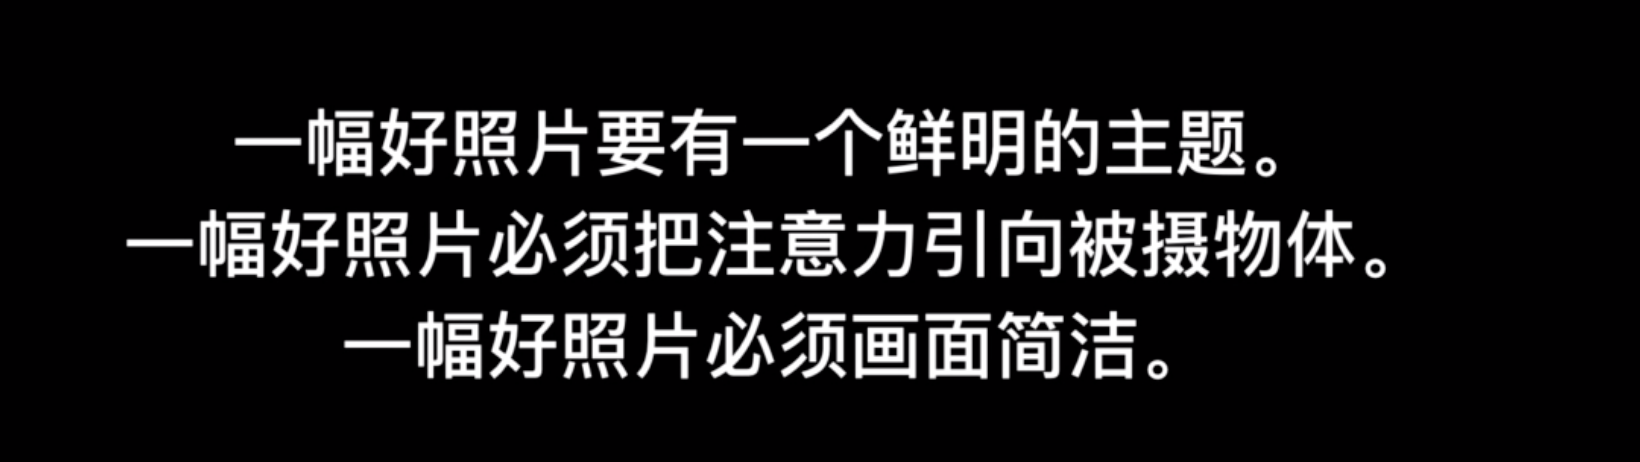 一幅好照片要有一个鲜明的主题。
一幅好照片必须把注意力引向被摄物体。
一幅好照片必须画面简洁。